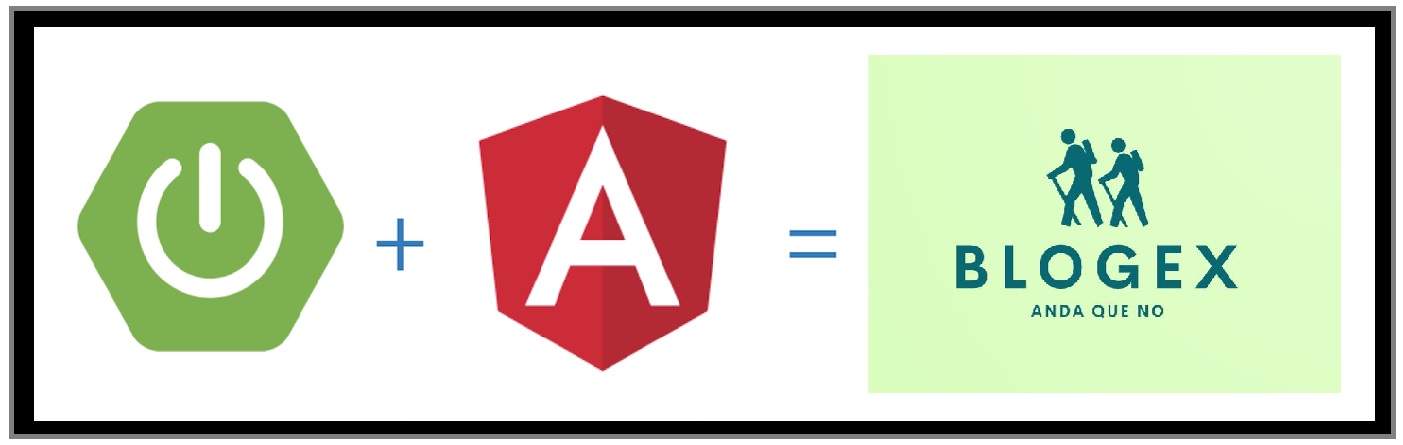 + A =
BLOGEX
ANDA QUE NO